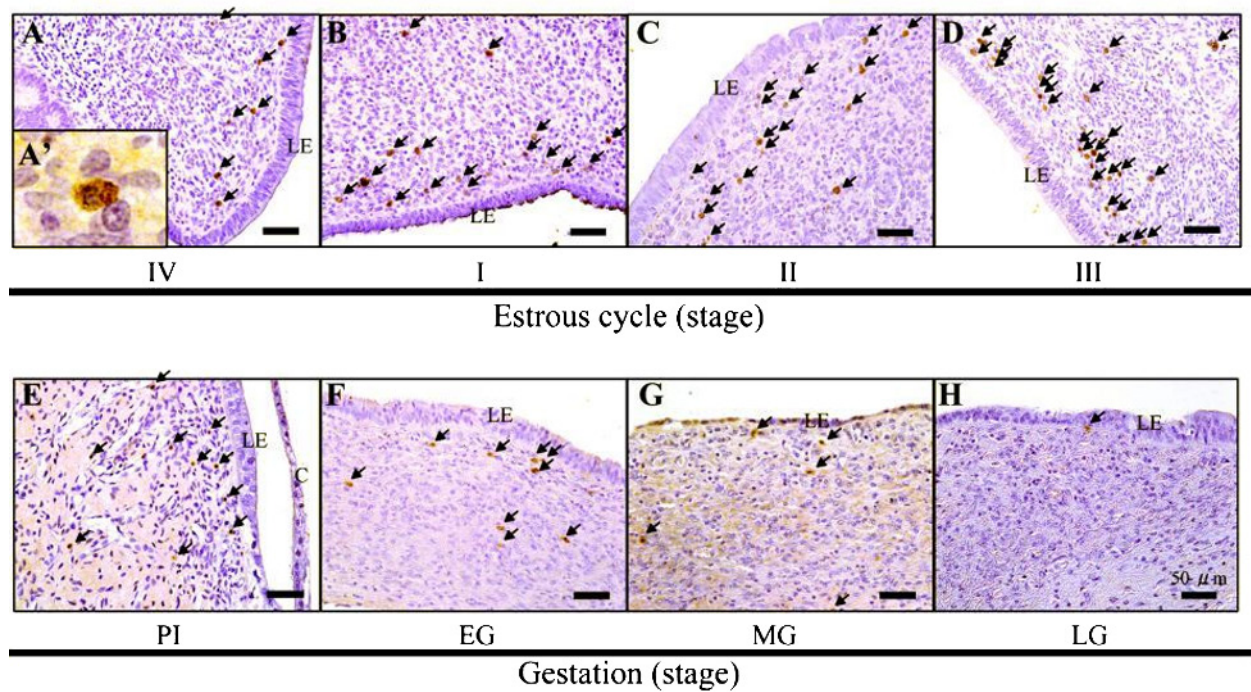 A B C D
LE LE LE LE
A’
IV I II III
Estrous cycle (stage)
E F G H
LE LE LE LE
C
50 μm
PI EG MG LG
Gestation (stage)